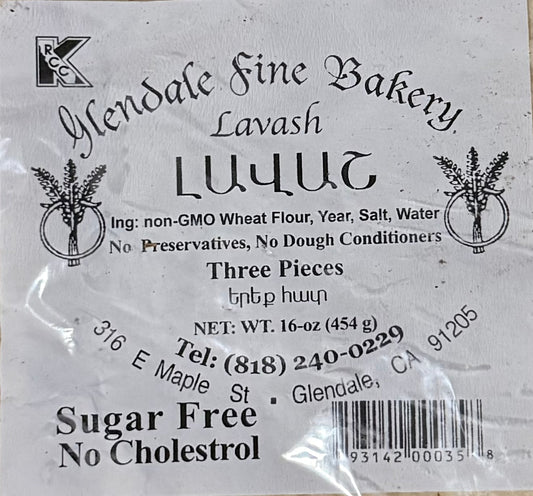 K
RCC
Glendale Fine Bakery
Lavash
ԼԱՎԱՇ
Ing: non-GMO Wheat Flour, Year, Salt, Water
No Preservatives, No Dough Conditioners
Three Pieces
երեք հատ
NET: WT. 16-oz (454 g)
Tel: (818) 240-0229
316 E Maple St . Glendale, CA 91205
Sugar Free
No Cholestrol
93142 00035 8